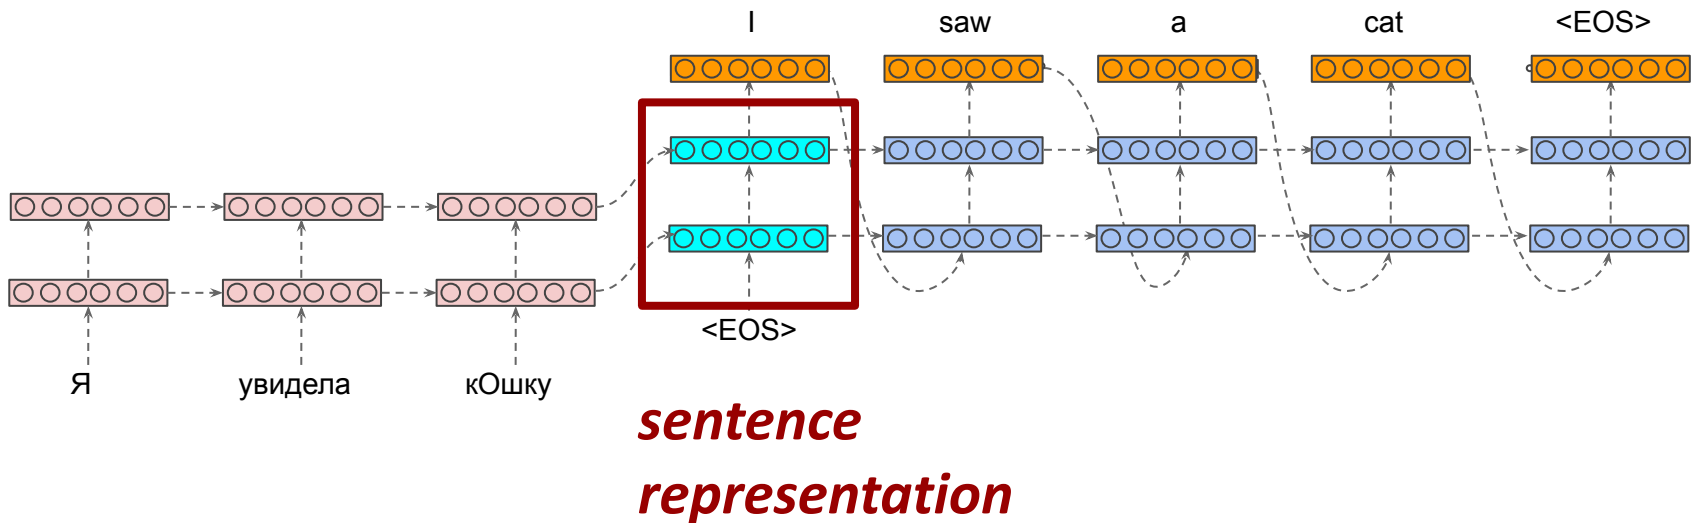 I saw a cat <EOS>
<EOS>
Я увидела кОшку
sentence
representation